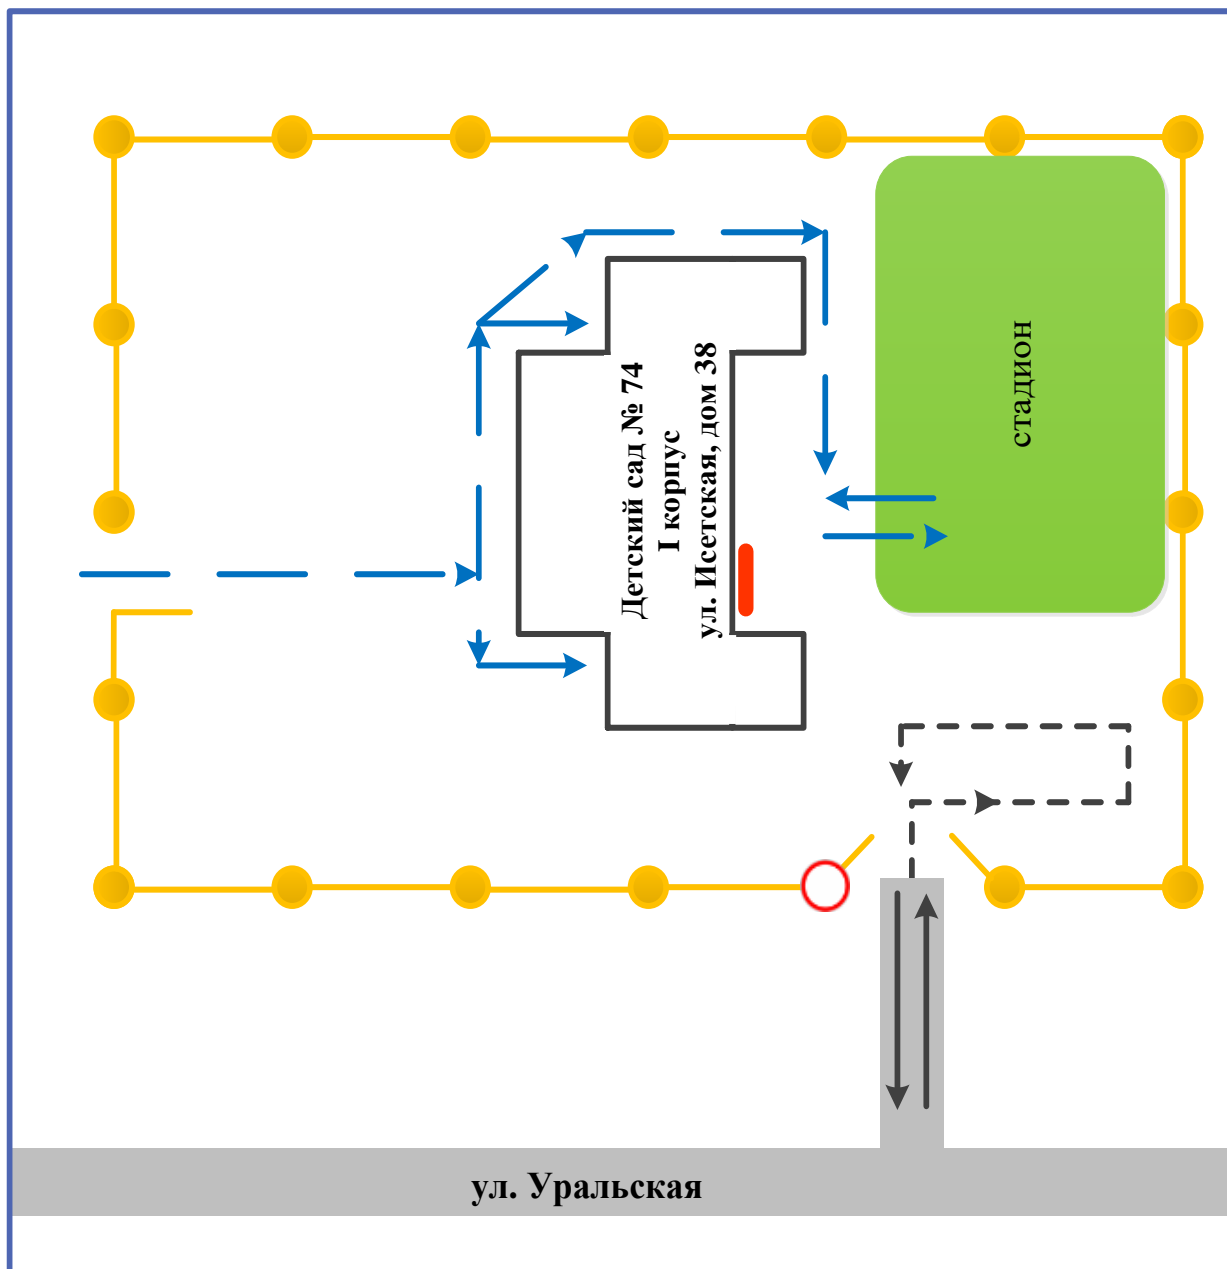 Детский сад № 74
I корпус
ул. Исетская, дом 38
стадион
ул. Уральская